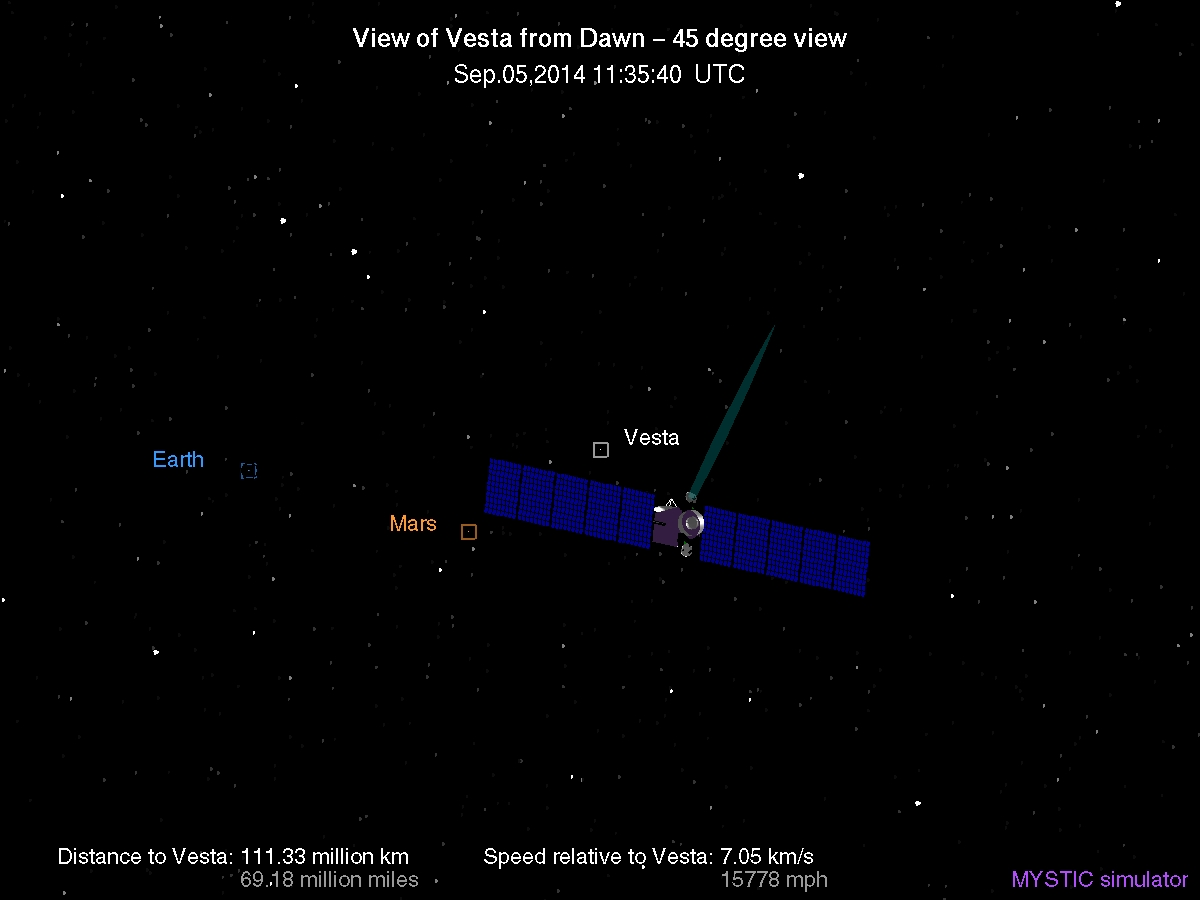 View of Vesta from Dawn – 45 degree view
Sep.05,2014 11:35:40 UTC
Vesta
Earth
Mars
Distance to Vesta: 111.33 million km
69.18 million miles
Speed relative to Vesta: 7.05 km/s
15778 mph
MYSTIC simulator